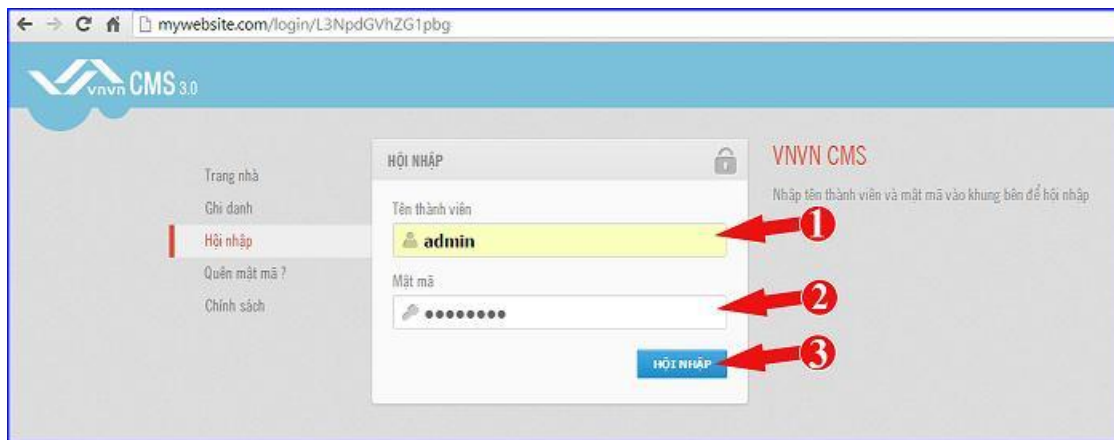 mywebsite.com/login/L3NpdGVhZG1pbg
vnvn CMS 3.0
Trang nhà
Ghi danh
Hội nhập
Quên mật mã ?
Chính sách
HỘI NHẬP
Tên thành viên
admin
Mật mã
HỘI NHẬP
VNVN CMS
Nhập tên thành viên và mật mã vào khung bên để hội nhập
1
2
3